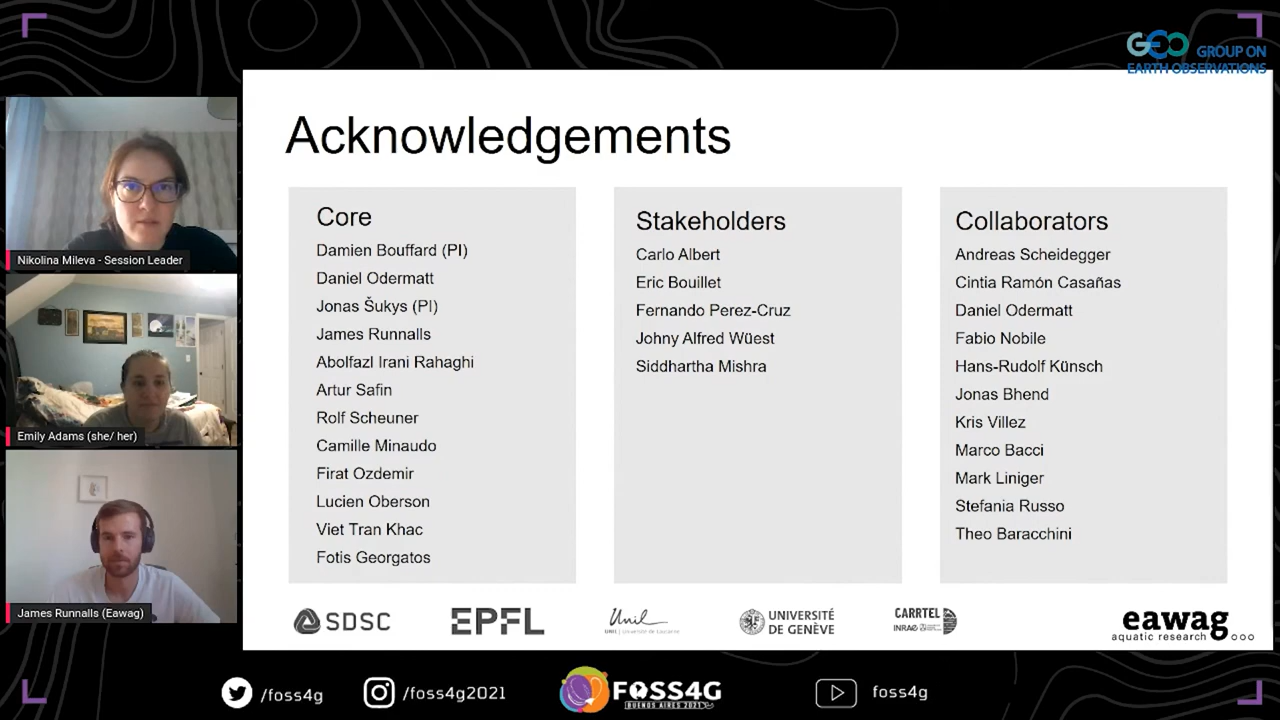 GEO GROUP ON
EARTH OBSERVATIONS
Nikolina Mileva - Session Leader
Emily Adams (she/ her)
James Runnalls (Eawag)
Acknowledgements
Core
Damien Bouffard (PI)
Daniel Odermatt
Jonas Šukys (PI)
James Runnalls
Abolfazl Irani Rahaghi
Artur Safin
Rolf Scheuner
Camille Minaudo
Firat Ozdemir
Lucien Oberson
Viet Tran Khac
Fotis Georgatos
Stakeholders
Carlo Albert
Eric Bouillet
Fernando Perez-Cruz
Johny Alfred Wüest
Siddhartha Mishra
Collaborators
Andreas Scheidegger
Cintia Ramón Casañas
Daniel Odermatt
Fabio Nobile
Hans-Rudolf Künsch
Jonas Bhend
Kris Villez
Marco Bacci
Mark Liniger
Stefania Russo
Theo Baracchini
SDSC
EPFL
Unil
UNIVERSITÉ
DE GENÈVE
CARRTEL
INRAE
eawag
aquatic research
/foss4g
/foss4g2021
FOSS4G
BUENOS AIRES 2021
foss4g